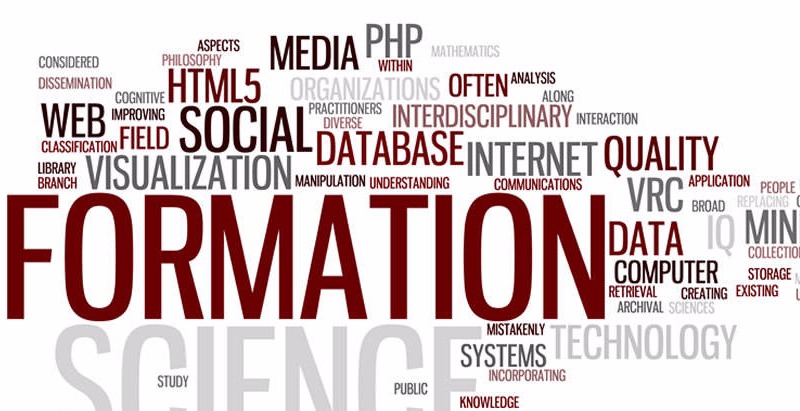 ASPECTS
MEDIA
PHP
MATHEMATICS
CONSIDERED
PHILOSOPHY
WITHIN
DISSEMINATION
HTML5
ORGANIZATIONS
OFTEN
ANALYSIS
COGNITIVE
ALONG
WEB
IMPROVING
PRACTITIONERS
INTERDISCIPLINARY
INTERACTION
CLASSIFICATION
FIELD
SOCIAL
DIVERSE
DATABASE
INTERNET
QUALITY
LIBRARY
BRANCH
VISUALIZATION
MANIPULATION
UNDERSTANDING
COMMUNICATIONS
VRC
APPLICATION
PEOPLE
BROAD
REPLACING
FORMATION
DATA
IQ
MIN
COLLECTIO
COMPUTER
STORAGE
RETRIEVAL
CREATING
EXISTING
ARCHIVAL
SCIENCES
SCIENCE
MISTAKENLY
TECHNOLOGY
SYSTEMS
INCORPORATING
STUDY
PUBLIC
KNOWLEDGE